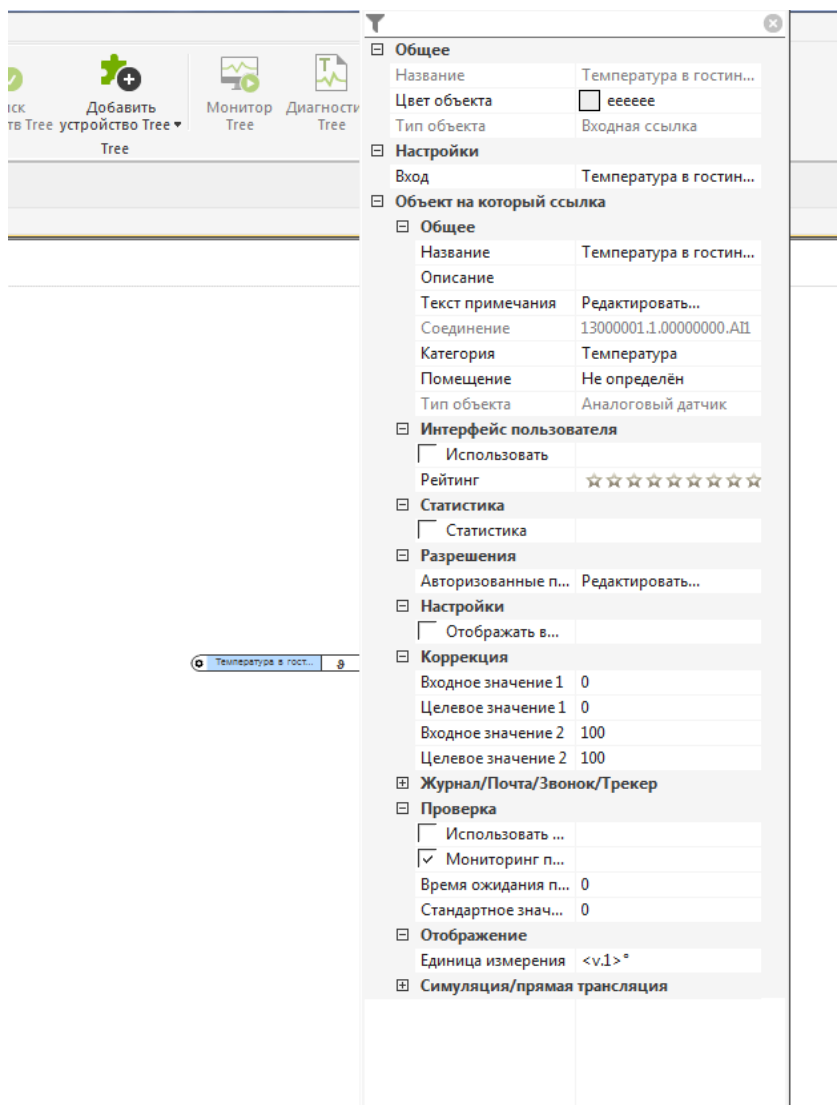 Общее
Название Температура в гостин...
Цвет объекта eeeeee
Тип объекта Входная ссылка
Настройки
Вход Температура в гостин...
Объект на который ссылка
Общее
Название Температура в гостин...
Описание
Текст примечания Редактировать...
Соединение 13000001.1.00000000.AI1
Категория Температура
Помещение Не определён
Тип объекта Аналоговый датчик
Интерфейс пользователя
Использовать
Рейтинг
Статистика
Статистика
Разрешения
Авторизованные п... Редактировать...
Настройки
Отображать в...
Коррекция
Входное значение 1 0
Целевое значение 1 0
Входное значение 2 100
Целевое значение 2 100
Журнал/Почта/Звонок/Трекер
Проверка
Использовать ...
Мониторинг п...
Время ожидания п... 0
Стандартное знач... 0
Отображение
Единица измерения <v.1>°
Симуляция/прямая трансляция
ск Добавить Монитор Диагности
тв Tree устройство Tree Tree Tree
Tree
Температура в гост...